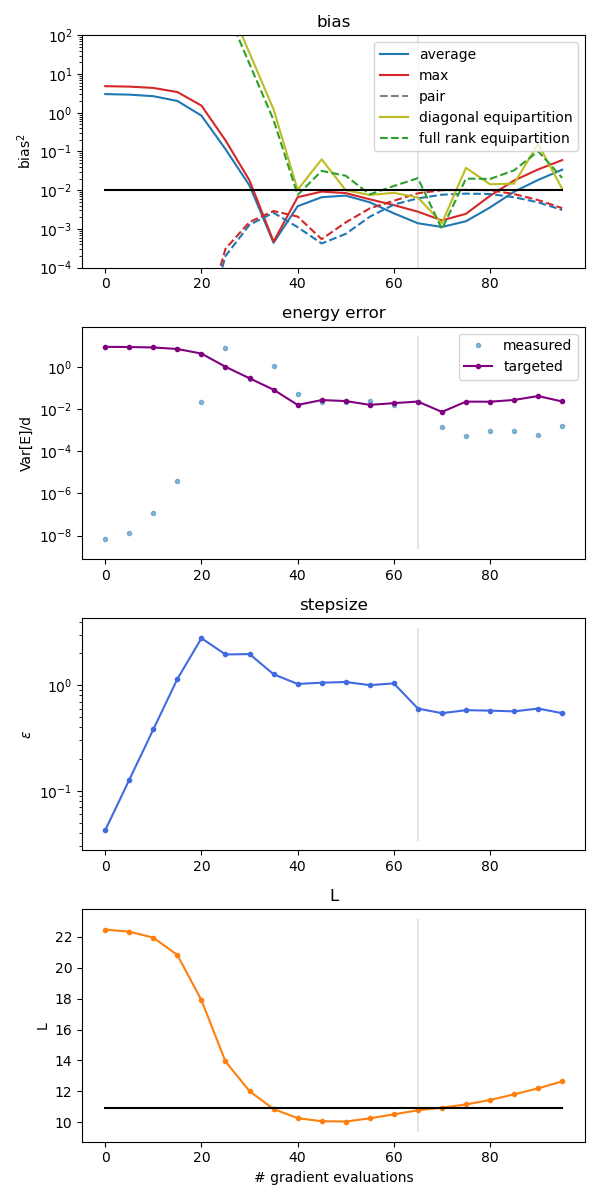 bias
10²
10¹
10⁰
10⁻¹
10⁻²
10⁻³
10⁻⁴
bias²
average
max
pair
diagonal equipartition
full rank equipartition
0 20 40 60 80
energy error
10⁰
10⁻²
10⁻⁴
10⁻⁶
10⁻⁸
Var[E]/d
measured
targeted
0 20 40 60 80
stepsize
10⁰
10⁻¹
ε
0 20 40 60 80
L
22
20
18
16
14
12
10
L
0 20 40 60 80
# gradient evaluations